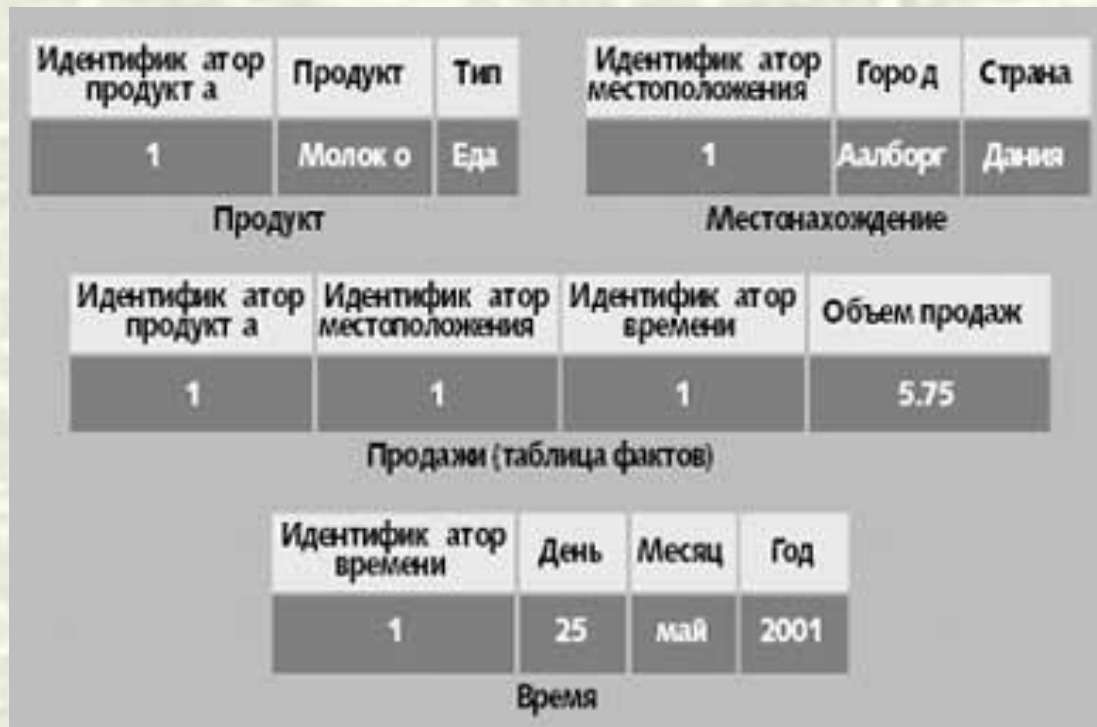 Идентифик атор продукт а Продукт Тип
1 Молок о Еда
Продукт
Идентифик атор местоположения Горо д Страна
1 Аалборг Дания
Местонахождение
Идентифик атор продукт а Идентифик атор местоположения Идентифик атор времени Объем продаж
1 1 1 5.75
Продажи (таблица фактов)
Идентифик атор времени День Месяц Год
1 25 май 2001
Время